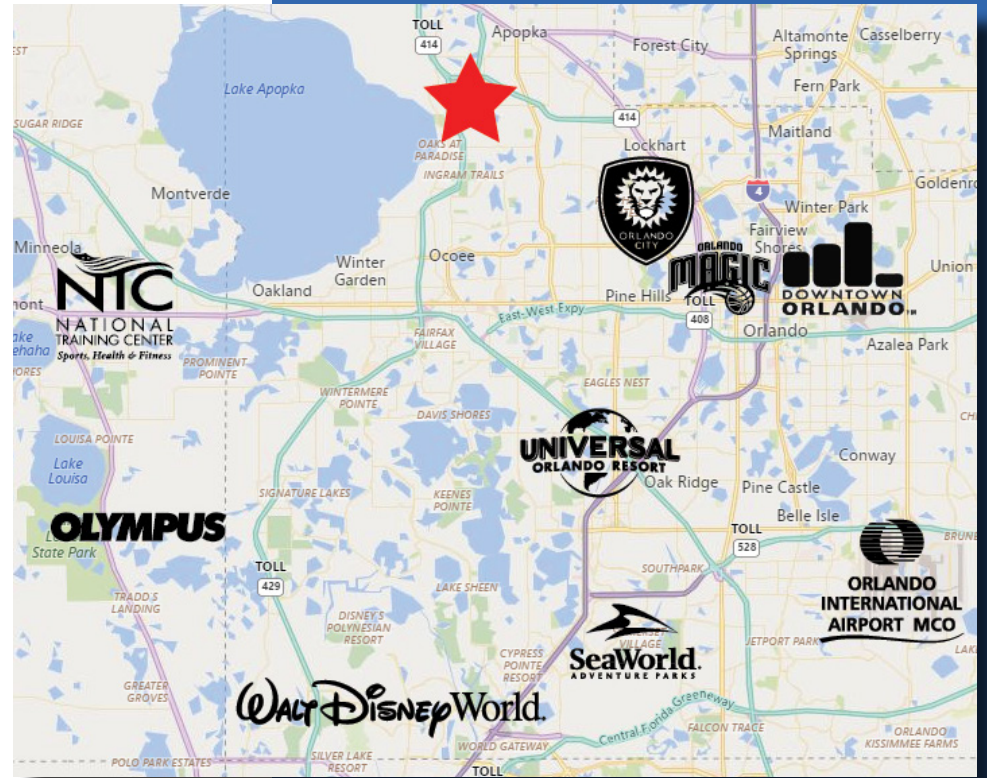 TOLL
414
Apopka
Forest City
Altamonte
Springs
Casselberry
Fern Park
Lake Apopka
414
SUGAR RIDGE
OAKS AT
PARADISE
Lockhart
Maitland
INGRAM TRAILS
Montverde
4
Winter Park
Fairview
Shores
ORLANDO
CITY
ORLANDO
MAGIC
Minneola
Winter
Garden
Ocoee
Union
NTC
NATIONAL
TRAINING CENTER
Sports, Health & Fitness
Oakland
Pine Hills
TOLL
408
DOWNTOWN
ORLANDO
East-West Expy
Orlando
Azalea Park
FAIRFAX
VILLAGE
PROMINENT
POINTE
WINTERMERE
POINTE
EAGLES NEST
DAVIS SHORES
LOUISA POINTE
Lake
Louisa
UNIVERSAL
ORLANDO RESORT
Conway
Oak Ridge
Pine Castle
SIGNATURE LAKES
KEENES
POINTE
Belle Isle
OLYMPUS
State Park
TOLL
528
TOLL
429
SOUTHPARK
LAKE SHEEN
TRADD'S
LANDING
DISNEY'S
POLYNESIAN
RESORT
ORLANDO
INTERNATIONAL
AIRPORT MCO
JETPORT PARK
VILLAGE
SeaWorld.
ADVENTURE PARKS
CYPRESS
POINTE
RESORT
GREATER
GROVES
WALT DISNEY World.
Central Florida Greeneway
FALCON TRACE
ORLANDO
KISSIMMEE FARMS
WORLD GATEWAY
POLO PARK ESTATES
SILVER LAKE
RESORT
TOLL